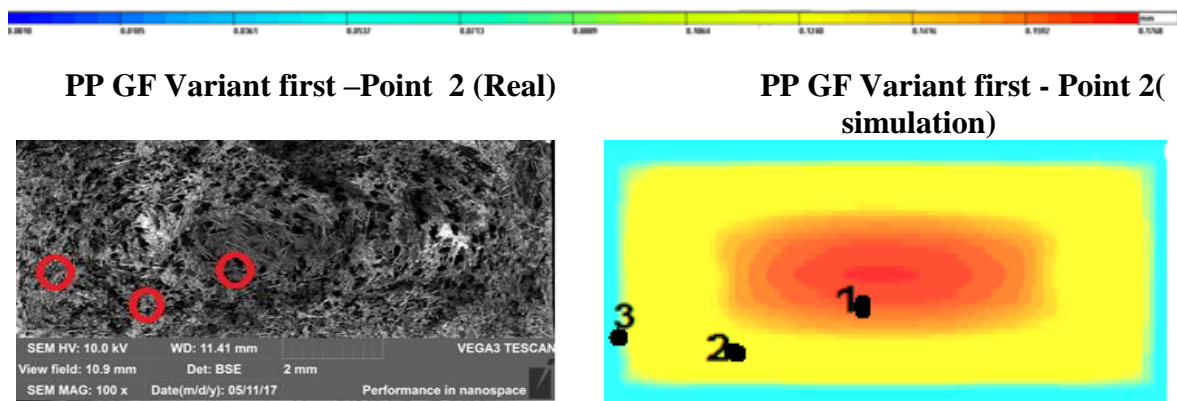 0.0010 0.0185 0.0361 0.0537 0.0713 0.0889 0.1064 0.1240 0.1416 0.1592 0.1768
PP GF Variant first –Point 2 (Real)
PP GF Variant first - Point 2(
simulation)
SEM HV: 10.0 kV WD: 11.41 mm VEGA3 TESCAN
View field: 10.9 mm Det: BSE 2 mm
SEM MAG: 100 x Date(m/d/y): 05/11/17 Performance in nanospace
1
3
2